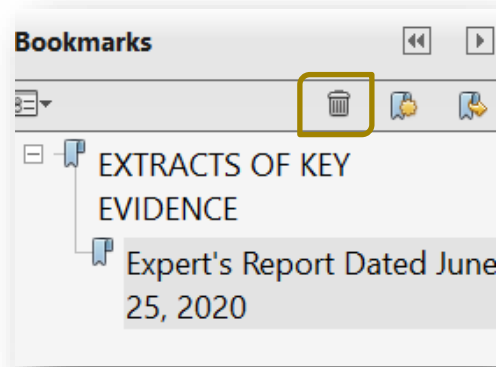 Bookmarks
EXTRACTS OF KEY
EVIDENCE
Expert's Report Dated June
25, 2020